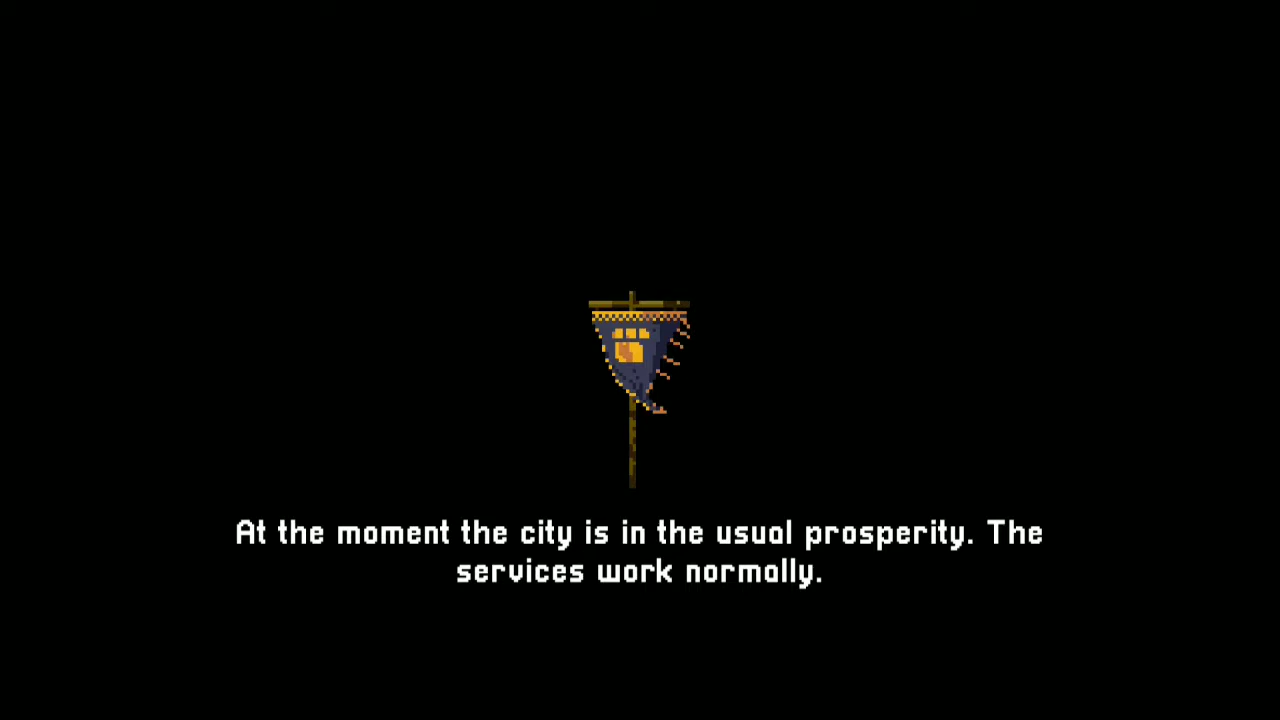 At the moment the city is in the usual prosperity. The
services work normally.